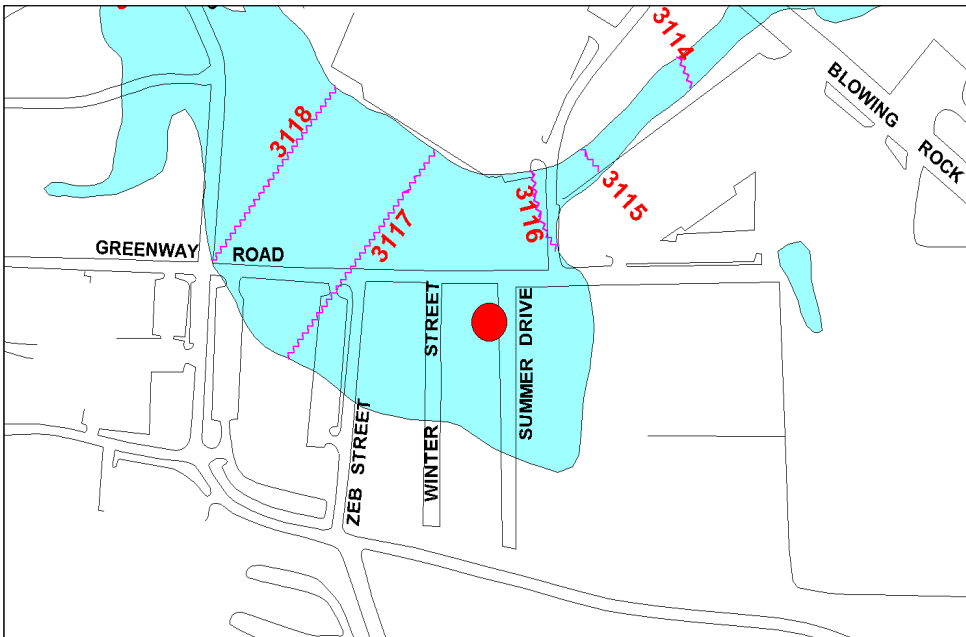 3114
BLOWING
ROCK
3118
3115
3116
3117
GREENWAY ROAD
WINTER STREET
SUMMER DRIVE
ZEB STREET